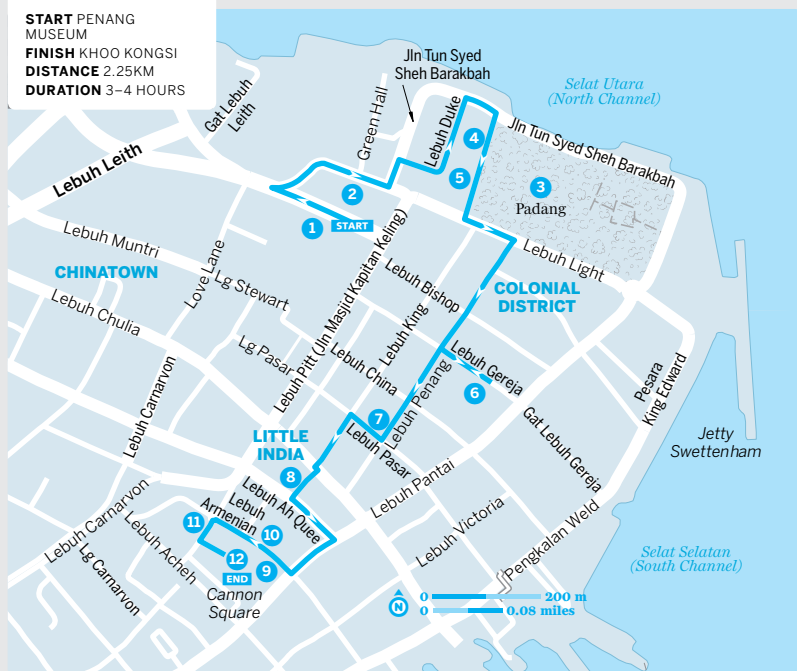 START PENANG
MUSEUM
FINISH KHOO KONGSI
DISTANCE 2.25KM
DURATION 3–4 HOURS
Jln Tun Syed
Sheh Barakbah
Selat Utara
(North Channel)
Gat Lebuh
Leith
Green Hall
Lebuh Duke
Jln Tun Syed Sheh Barakbah
Lebuh Leith
4
5
3
Padang
2
1
START
Lebuh Muntri
Love Lane
Lebuh Pitt (Jln Masjid Kapitan Keling)
Lebuh Light
CHINATOWN
Lg Stewart
Lebuh Bishop
COLONIAL
DISTRICT
Lebuh Chulia
Lebuh King
Lg Pasar
Lebuh China
Lebuh Gereja
6
Lebuh Penang
Pesara
King Edward
Lebuh Carnarvon
7
Lebuh Pasar
Gat Lebuh Gereja
Jetty
Swettenham
LITTLE
INDIA
8
Lebuh Ah Quee
Lebuh Pantai
Lebuh
Armenian
Lebuh Carnarvon
Lebuh Acheh
11
10
12
9
END
Cannon
Square
Lg Carnarvon
Lebuh Victoria
Pengkalan Weld
Selat Selatan
(South Channel)
N
0 200 m
0 0.08 miles